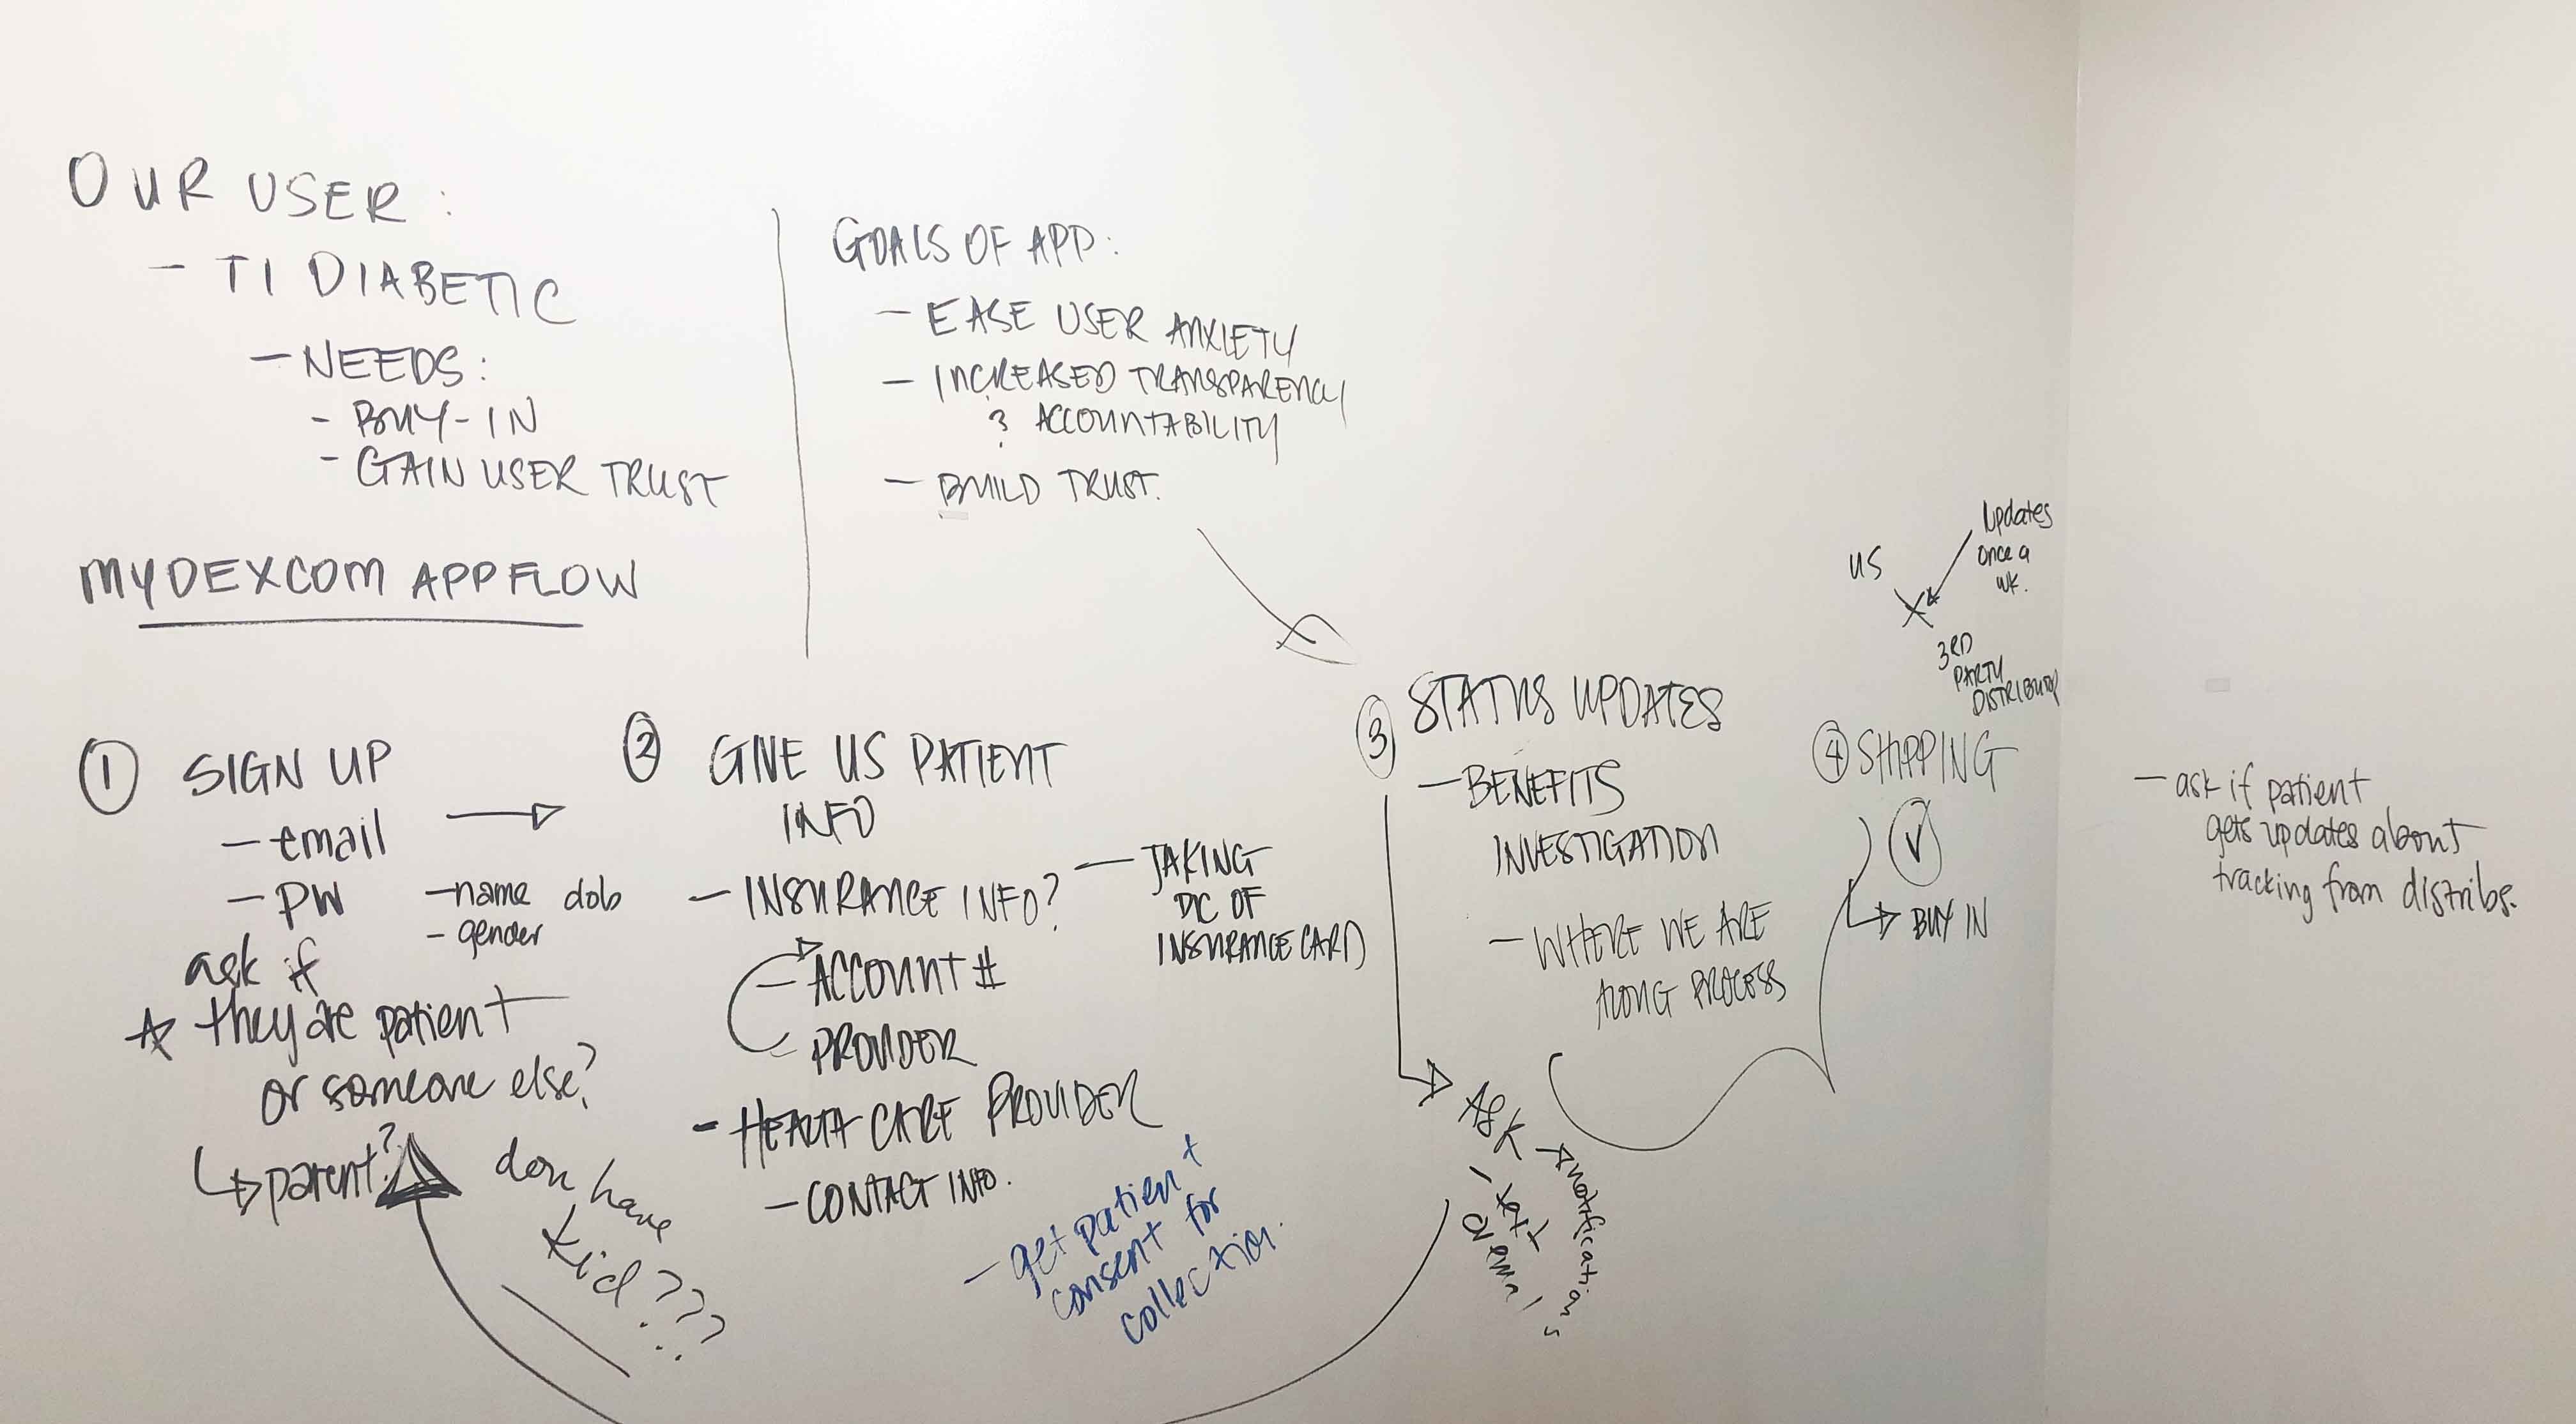 OUR USER:
- T1 DIABETIC
- NEEDS:
- BUY-IN
- GAIN USER TRUST
GOALS OF APP:
- EASE USER ANXIETY
- INCREASED TRANSPARENCY
& ACCOUNTABILITY
- BUILD TRUST.
MYDEXCOM APP FLOW
① SIGN UP
- email
- PW
- name dob
- gender
ask if
☆ they are patient
or someone else?
↳ parent?
don have
kid???
② GIVE US PATIENT
INFO
- INSURANCE INFO?
- TAKING
PIC OF
INSURANCE CARD
- ACCOUNT #
- PROVIDER
- HEALTH CARE PROVIDER
- CONTACT INFO.
- get patient
consent for
collection.
③ STATUS UPDATES
- BENEFITS
INVESTIGATION
- WHERE WE ARE
ALONG PROCESS
ASK
notifications
- text
or email
US
updates
once a
wk.
3RD
PARTY
DISTRIBUTOR
④ SHIPPING
V
↳ BUY IN
- ask if patient
gets updates about
tracking from distribs.